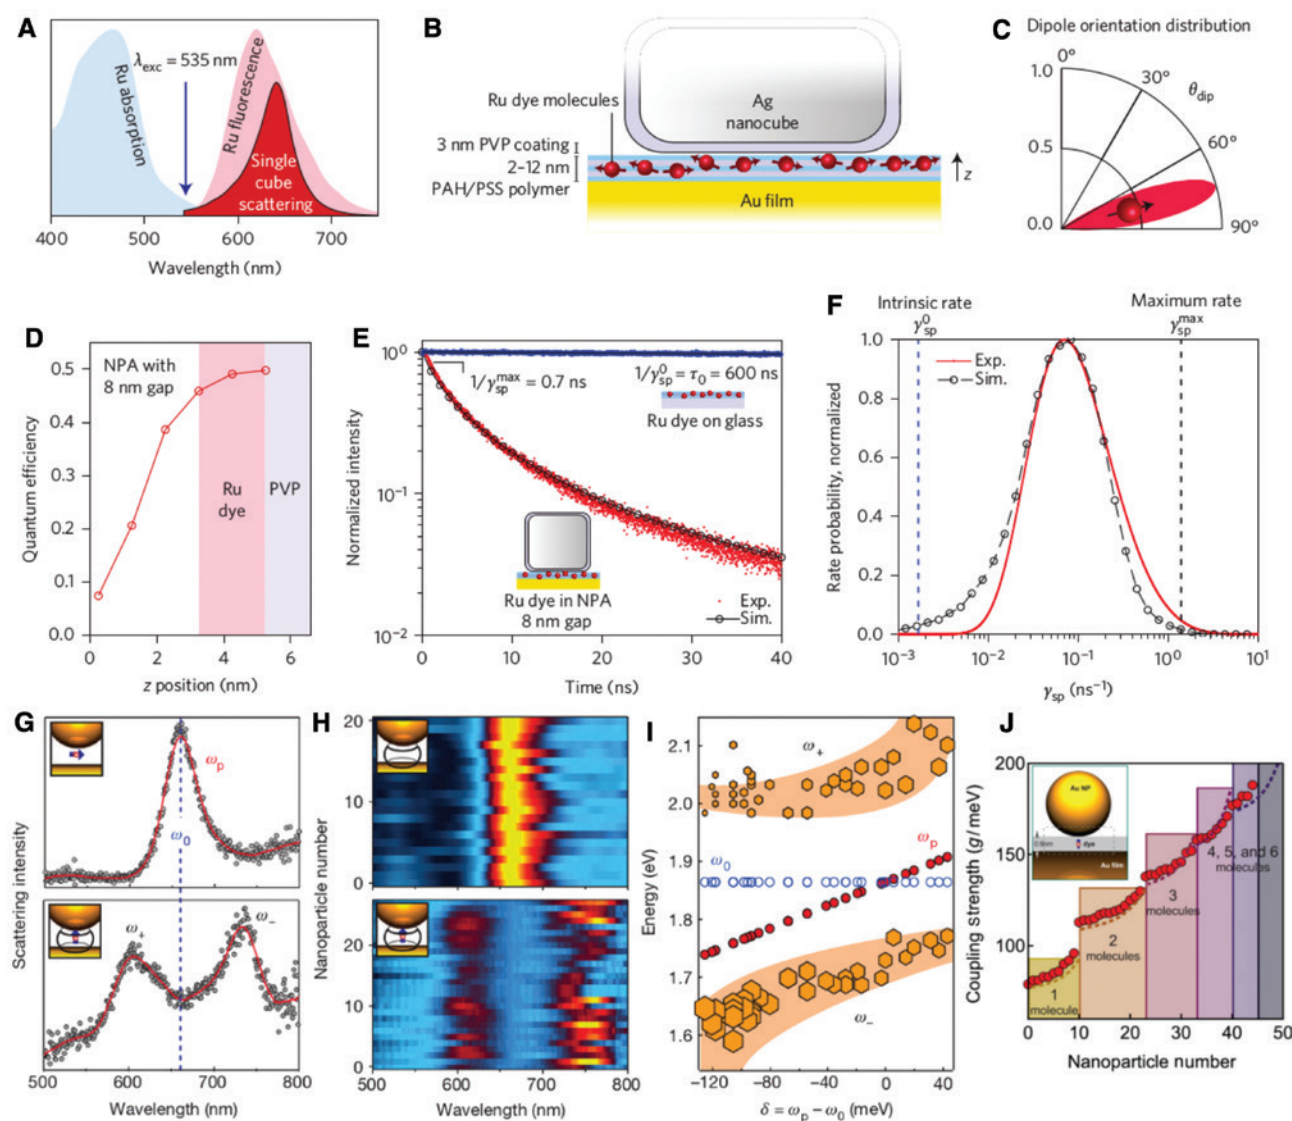 A
Ru absorption
λexc = 535 nm
Ru fluorescence
Single
cube
scattering
400 500 600 700
Wavelength (nm)
B
Ru dye molecules
Ag
nanocube
3 nm PVP coating
2–12 nm
PAH/PSS polymer
Au film
z
C
Dipole orientation distribution
0°
1.0
30°
θdip
60°
0.5
0.0
90°
D
NPA with
8 nm gap
0.5
0.4
0.3
0.2
0.1
0.0
Quantum efficiency
Ru
dye
PVP
0 2 4 6
z position (nm)
E
10⁰
10⁻¹
10⁻²
Normalized intensity
1/γsp^max = 0.7 ns
1/γsp^0 = τ0 = 600 ns
Ru dye on glass
Ru dye in NPA
8 nm gap
Exp.
Sim.
0 10 20 30 40
Time (ns)
F
Intrinsic rate
γsp^0
Maximum rate
γsp^max
Exp.
Sim.
1.0
0.8
0.6
0.4
0.2
0.0
Rate probability, normalized
10⁻³ 10⁻² 10⁻¹ 10⁰ 10¹
γsp (ns⁻¹)
G
ωp
ω0
ω+
ω−
Scattering intensity
500 600 700 800
Wavelength (nm)
H
20
10
0
20
10
0
Nanoparticle number
500 600 700 800
Wavelength (nm)
I
2.1
2.0
1.9
1.8
1.7
1.6
Energy (eV)
ω+
ωp
ω0
ω−
−120 −80 −40 0 40
δ = ωp − ω0 (meV)
J
200
150
100
Coupling strength (g/meV)
Au NP
dye
Au film
1
molecule
2
molecules
3
molecules
4, 5, and 6
molecules
0 10 20 30 40 50
Nanoparticle number